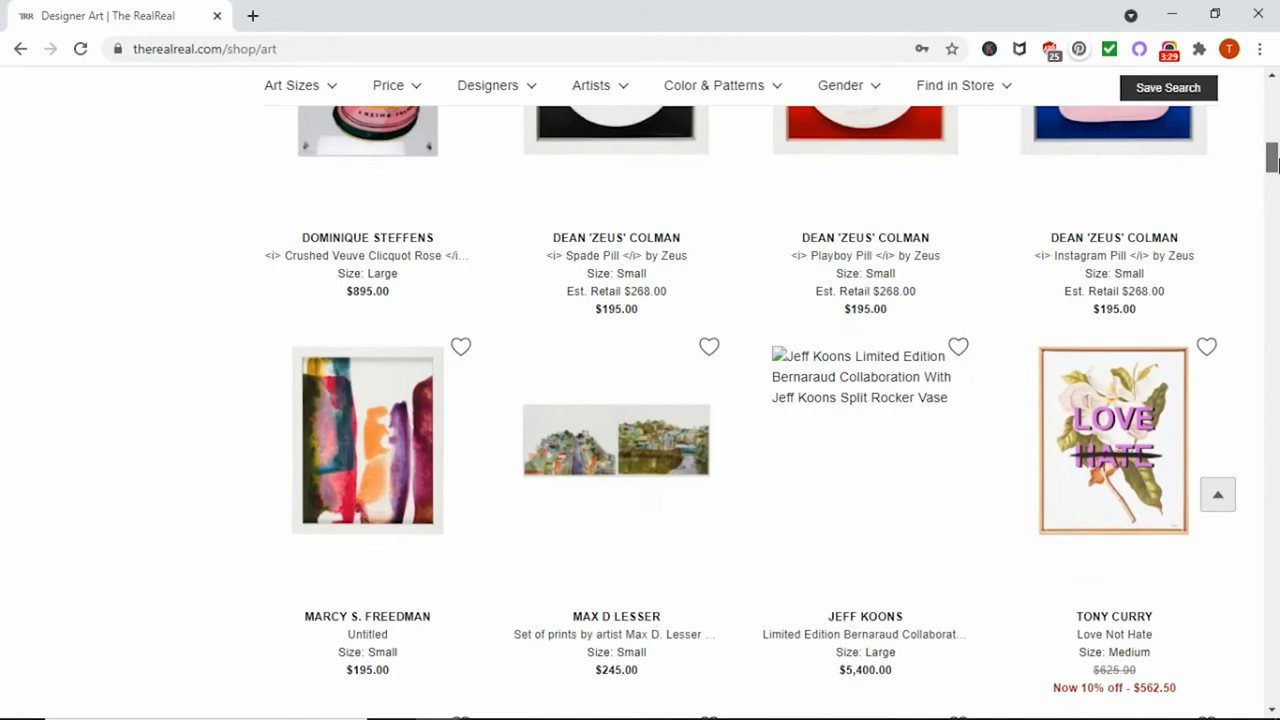 Designer Art | The RealReal
therealreal.com/shop/art
25
3:29
T
Art Sizes
Price
Designers
Artists
Color & Patterns
Gender
Find in Store
Save Search
DOMINIQUE STEFFENS
<i> Crushed Veuve Clicquot Rose </i...
Size: Large
$895.00
DEAN 'ZEUS' COLMAN
<i> Spade Pill </i> by Zeus
Size: Small
Est. Retail $268.00
$195.00
DEAN 'ZEUS' COLMAN
<i> Playboy Pill </i> by Zeus
Size: Small
Est. Retail $268.00
$195.00
DEAN 'ZEUS' COLMAN
<i> Instagram Pill </i> by Zeus
Size: Small
Est. Retail $268.00
$195.00
Jeff Koons Limited Edition
Bernaraud Collaboration With
Jeff Koons Split Rocker Vase
LOVE
HATE
MARCY S. FREEDMAN
Untitled
Size: Small
$195.00
MAX D LESSER
Set of prints by artist Max D. Lesser ...
Size: Small
$245.00
JEFF KOONS
Limited Edition Bernaraud Collaborat...
Size: Large
$5,400.00
TONY CURRY
Love Not Hate
Size: Medium
$625.00
Now 10% off - $562.50